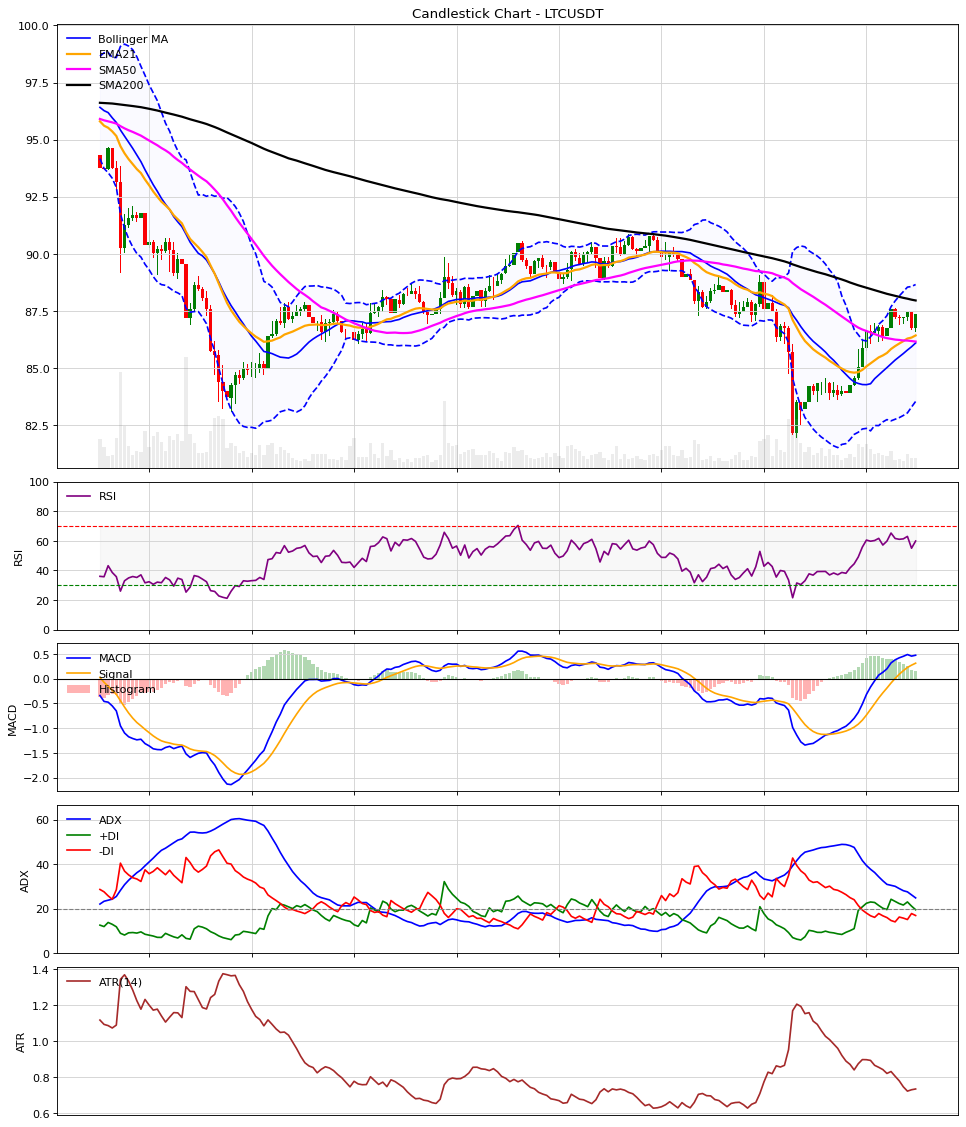 Candlestick Chart - LTCUSDT
100.0
97.5
95.0
92.5
90.0
87.5
85.0
82.5
Bollinger MA
EMA21
SMA50
SMA200
100
80
60
40
20
0
RSI
RSI
0.5
0.0
−0.5
−1.0
−1.5
−2.0
MACD
MACD
Signal
Histogram
60
40
20
0
ADX
ADX
+DI
-DI
1.4
1.2
1.0
0.8
0.6
ATR
ATR(14)